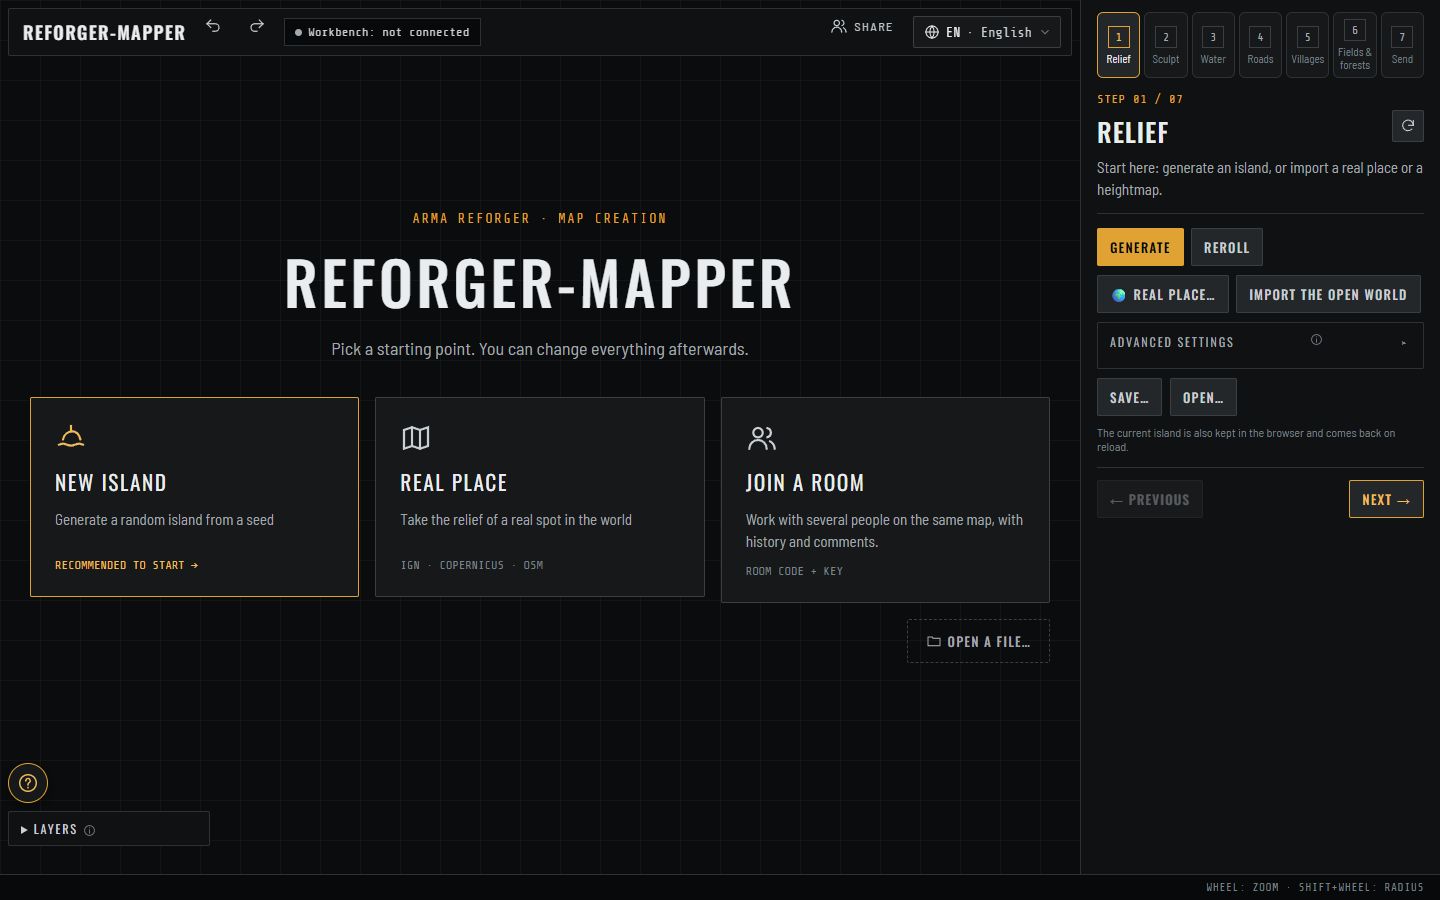 REFORGER-MAPPER
Workbench: not connected
SHARE
EN · English
ARMA REFORGER · MAP CREATION
REFORGER-MAPPER
Pick a starting point. You can change everything afterwards.
NEW ISLAND
Generate a random island from a seed
RECOMMENDED TO START →
REAL PLACE
Take the relief of a real spot in the world
IGN · COPERNICUS · OSM
JOIN A ROOM
Work with several people on the same map, with
history and comments.
ROOM CODE + KEY
OPEN A FILE…
LAYERS
1
Relief
2
Sculpt
3
Water
4
Roads
5
Villages
6
Fields &
forests
7
Send
STEP 01 / 07
RELIEF
Start here: generate an island, or import a real place or a
heightmap.
GENERATE
REROLL
REAL PLACE…
IMPORT THE OPEN WORLD
ADVANCED SETTINGS
SAVE…
OPEN…
The current island is also kept in the browser and comes back on
reload.
← PREVIOUS
NEXT →
WHEEL: ZOOM · SHIFT+WHEEL: RADIUS